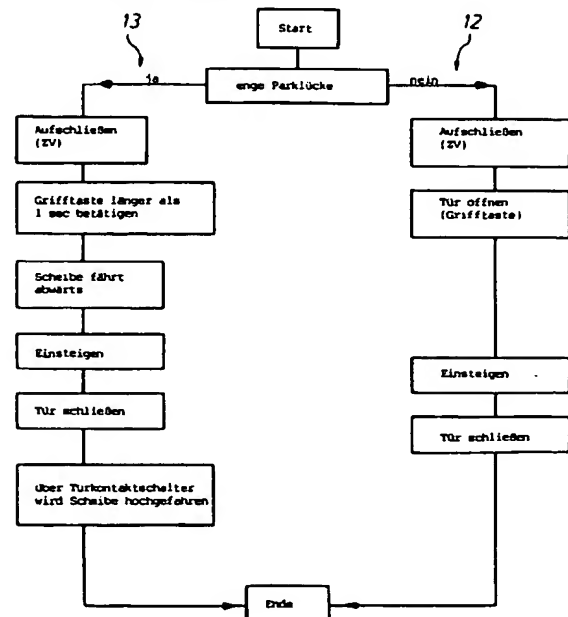 13
Start
12
ja
enge Parklücke
nein
Aufschließen
(ZV)
Grifftaste länger als
1 sec betätigen
Scheibe fährt
abwärts
Einsteigen
Tür schließen
über Turkontaktschalter
wird Scheibe hochgefahren
Aufschließen
(ZV)
Tür öffnen
(Grifftaste)
Einsteigen
Tür schließen
Ende